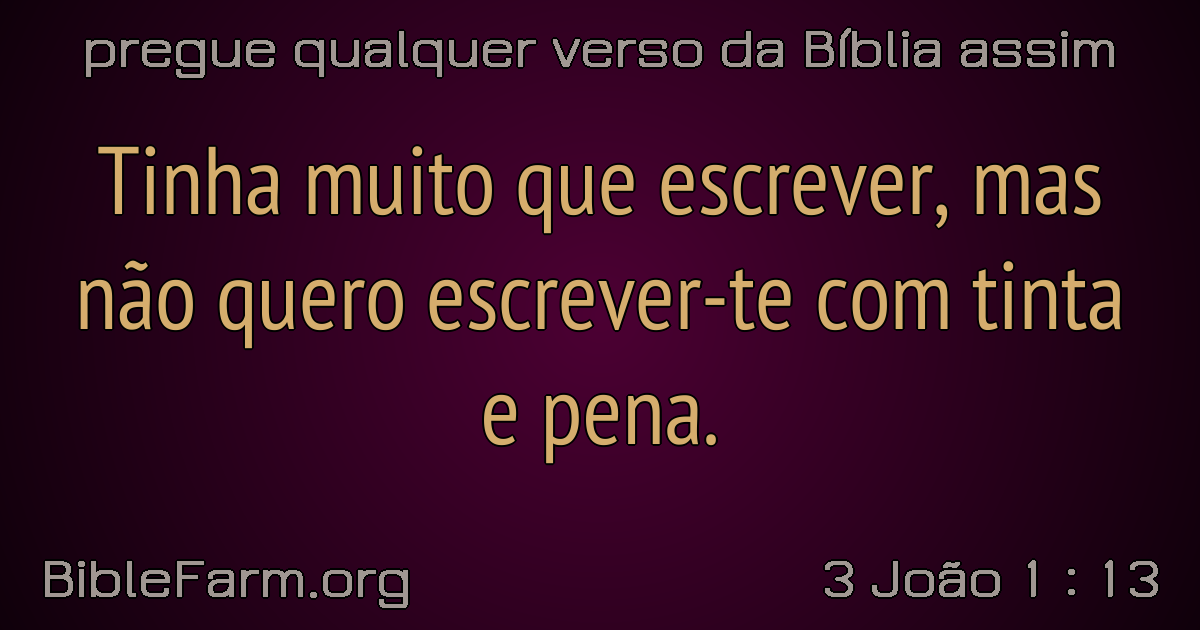 pregue qualquer verso da Bíblia assim
Tinha muito que escrever, mas
não quero escrever-te com tinta
e pena.
BibleFarm.org
3 João 1 : 13